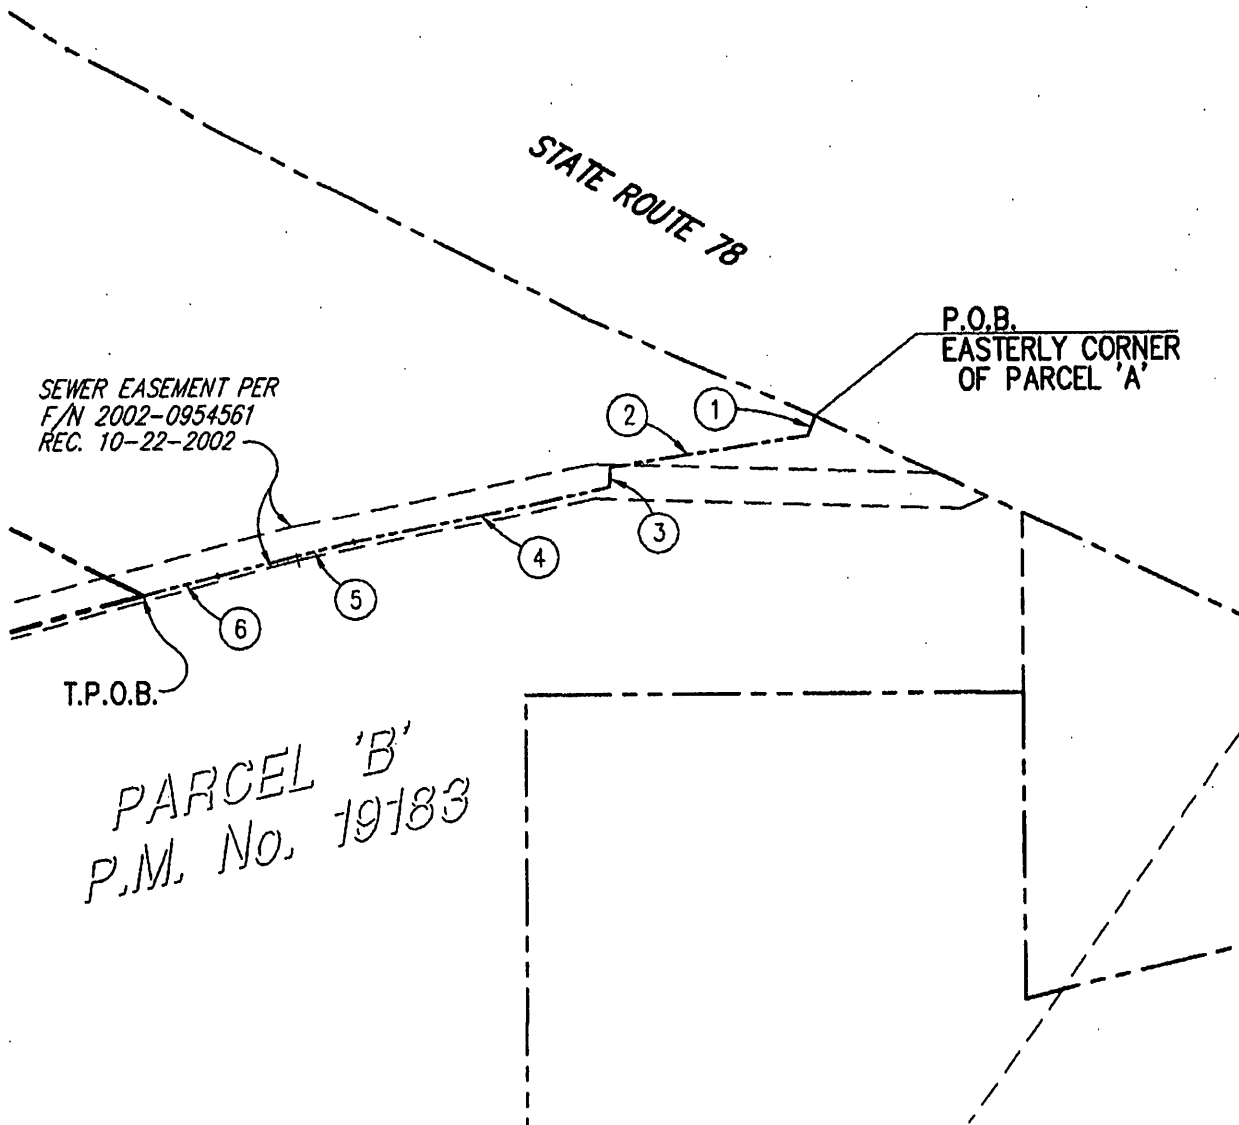 STATE ROUTE 78
P.O.B.
EASTERLY CORNER
OF PARCEL 'A'
SEWER EASEMENT PER
F/N 2002-0954561
REC. 10-22-2002
1
2
3
4
5
6
T.P.O.B.
PARCEL 'B'
P.M. No. 19183